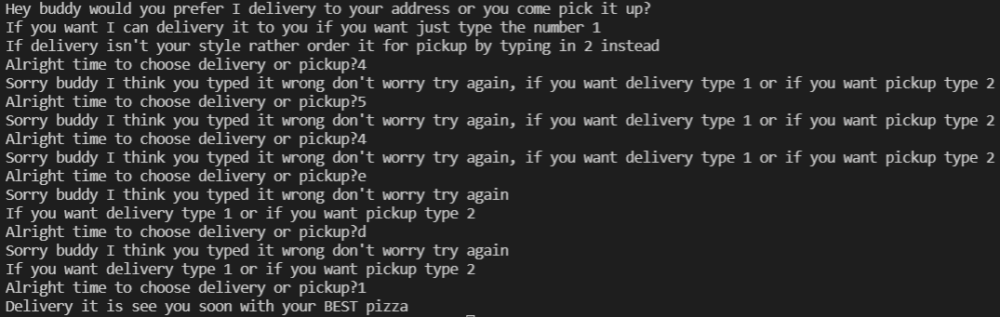 Hey buddy would you prefer I delivery to your address or you come pick it up?
If you want I can delivery it to you if you want just type the number 1
If delivery isn't your style rather order it for pickup by typing in 2 instead
Alright time to choose delivery or pickup?4
Sorry buddy I think you typed it wrong don't worry try again, if you want delivery type 1 or if you want pickup type 2
Alright time to choose delivery or pickup?5
Sorry buddy I think you typed it wrong don't worry try again, if you want delivery type 1 or if you want pickup type 2
Alright time to choose delivery or pickup?4
Sorry buddy I think you typed it wrong don't worry try again, if you want delivery type 1 or if you want pickup type 2
Alright time to choose delivery or pickup?e
Sorry buddy I think you typed it wrong don't worry try again
If you want delivery type 1 or if you want pickup type 2
Alright time to choose delivery or pickup?d
Sorry buddy I think you typed it wrong don't worry try again
If you want delivery type 1 or if you want pickup type 2
Alright time to choose delivery or pickup?1
Delivery it is see you soon with your BEST pizza